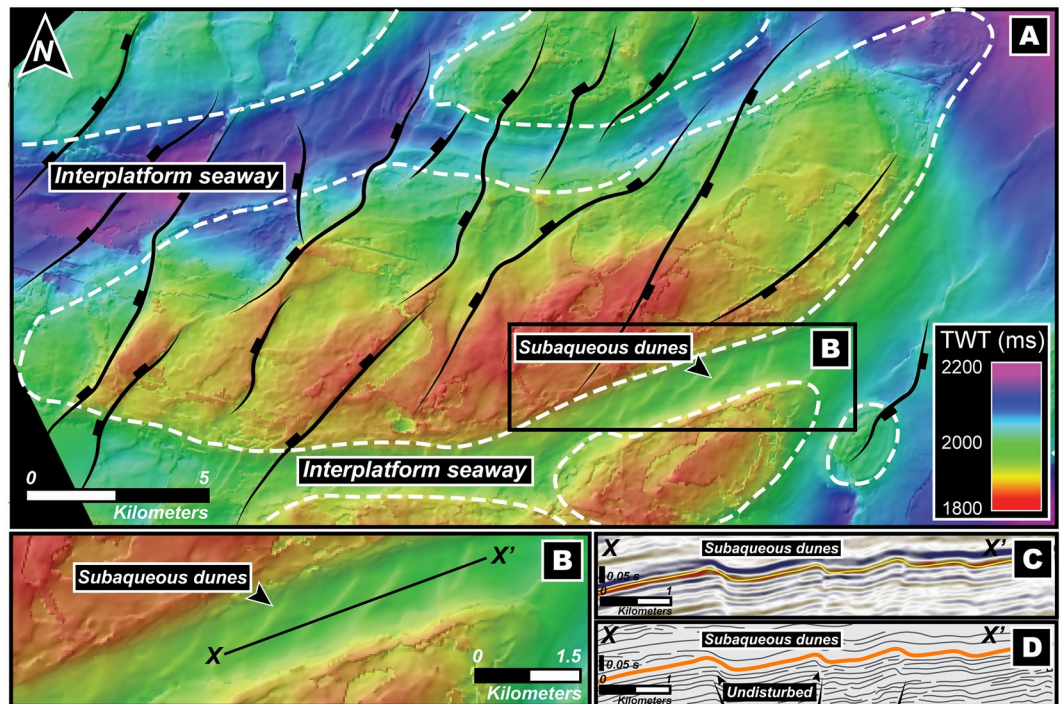 N
A
Interplatform seaway
Subaqueous dunes
B
TWT (ms)
2200
2000
1800
Interplatform seaway
0 5
Kilometers
B
Subaqueous dunes
X'
X
0 1.5
Kilometers
X Subaqueous dunes X' C
0.05 s
0 1
Kilometers
X Subaqueous dunes X' D
0.05 s
0 1
Kilometers
Undisturbed